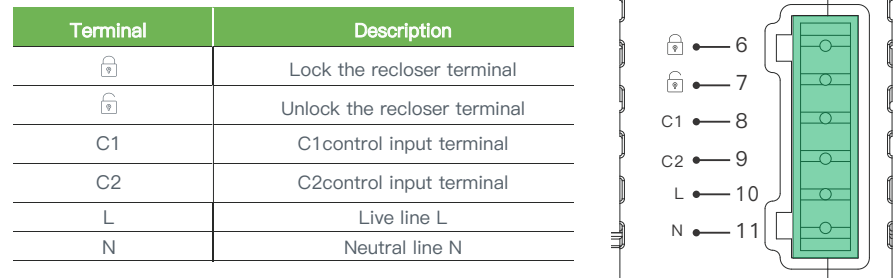 Terminal Description
Lock the recloser terminal
Unlock the recloser terminal
C1 C1control input terminal
C2 C2control input terminal
L Live line L
N Neutral line N
6
7
C1 8
C2 9
L 10
N 11